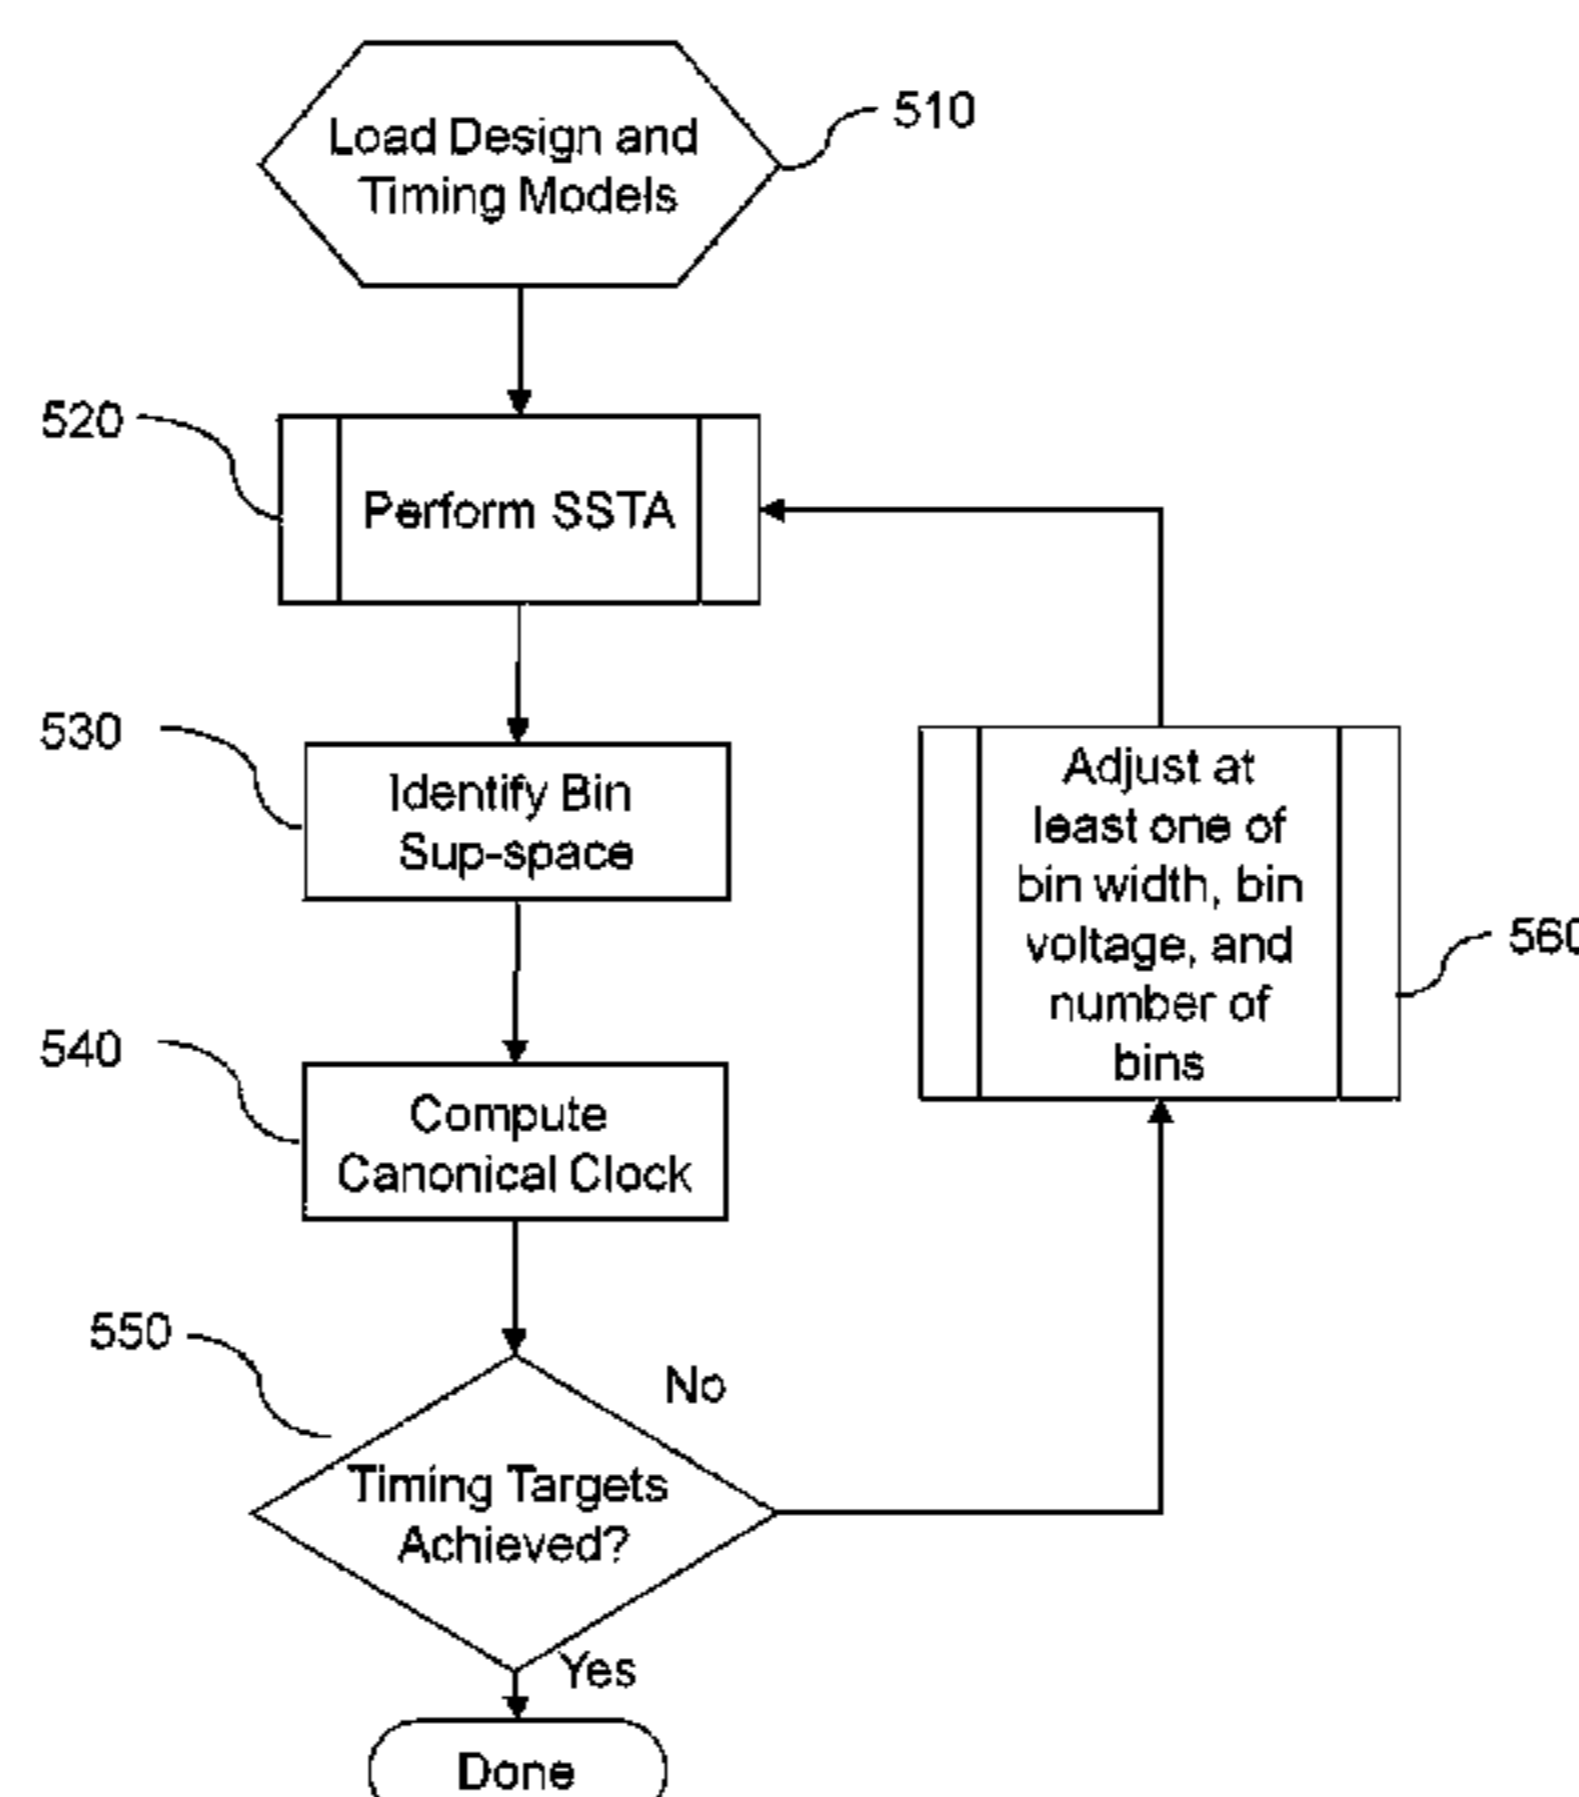 Load Design and
Timing Models
510
520
Perform SSTA
530
Identify Bin
Sup-space
Adjust at
least one of
bin width, bin
voltage, and
number of
bins
560
540
Compute
Canonical Clock
550
No
Timing Targets
Achieved?
Yes
Done